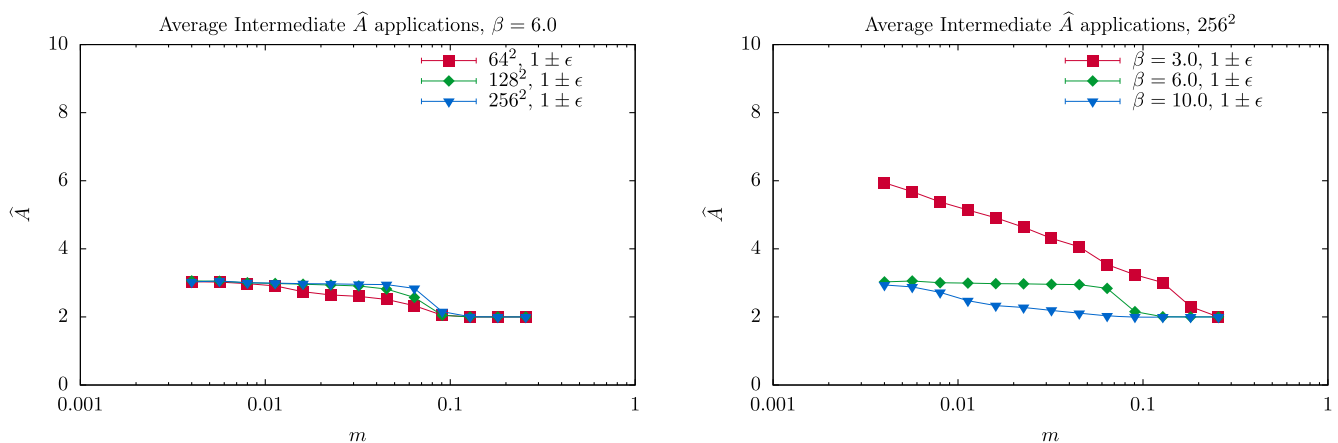 Average Intermediate Â applications, β = 6.0
10
8
6
4
2
0
Â
0.001
0.01
0.1
1
m
64², 1 ± ϵ
128², 1 ± ϵ
256², 1 ± ϵ
Average Intermediate Â applications, 256²
10
8
6
4
2
0
Â
0.001
0.01
0.1
1
m
β = 3.0, 1 ± ϵ
β = 6.0, 1 ± ϵ
β = 10.0, 1 ± ϵ